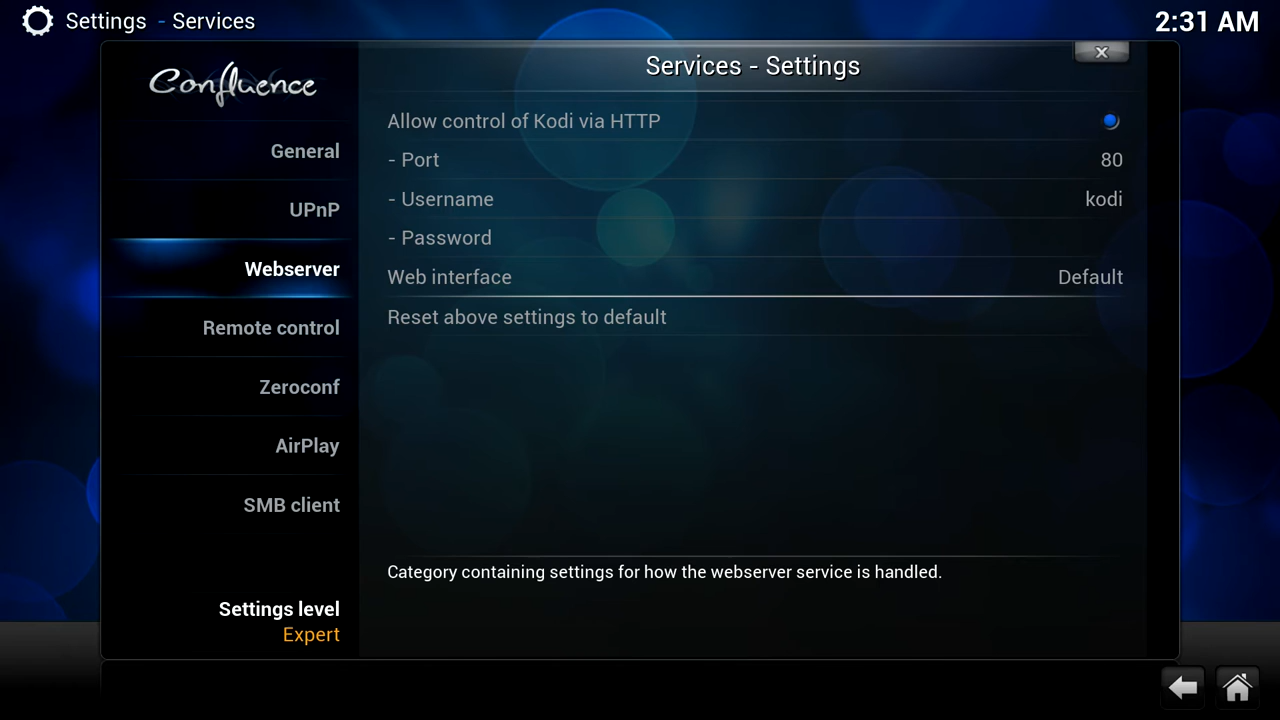 Settings - Services
2:31 AM
Confluence
Services - Settings
General
UPnP
Webserver
Remote control
Zeroconf
AirPlay
SMB client
Settings level
Expert
Allow control of Kodi via HTTP
- Port 80
- Username kodi
- Password
Web interface Default
Reset above settings to default
Category containing settings for how the webserver service is handled.